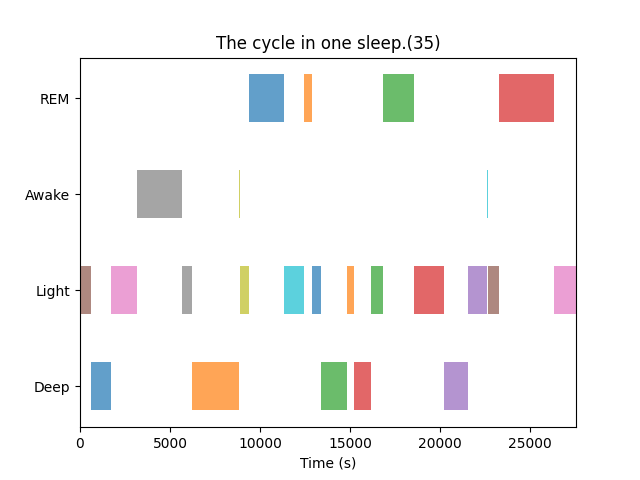 The cycle in one sleep.(35)
REM
Awake
Light
Deep
0 5000 10000 15000 20000 25000
Time (s)